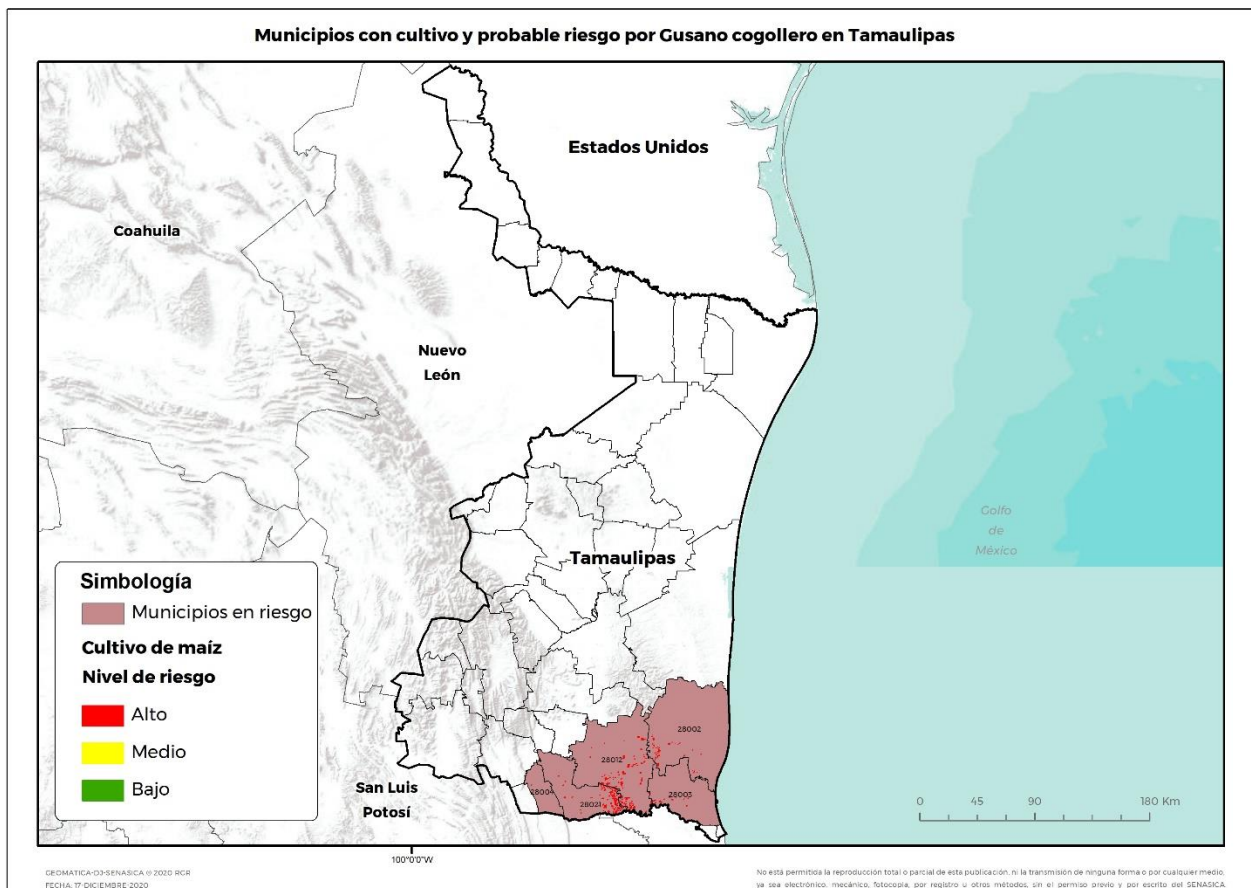 Municipios con cultivo y probable riesgo por Gusano cogollero en Tamaulipas
Estados Unidos
Coahuila
Nuevo
León
Golfo
de
México
Tamaulipas
Simbología
Municipios en riesgo
Cultivo de maíz
Nivel de riesgo
Alto
Medio
Bajo
28002
28012
28004
28021
28003
San Luis
Potosí
0 45 90 180 Km
100°0'0"W
GEOMATICA-DJ-SENASICA © 2020 RCR
FECHA: 17-DICIEMBRE-2020
No está permitida la reproducción total o parcial de esta publicación, ni la transmisión de ninguna forma o por cualquier medio,
ya sea electrónico, mecánico, fotocopia, por registro u otros métodos, sin el permiso previo y por escrito del SENASICA